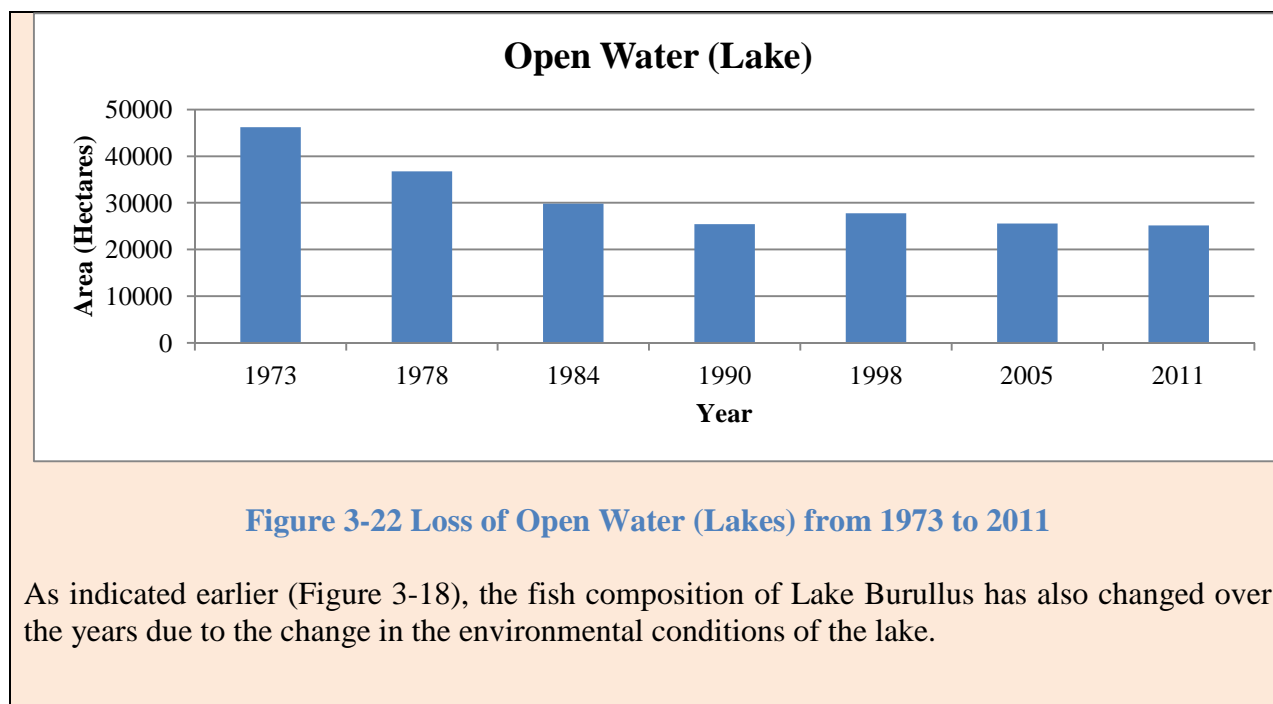 Open Water (Lake)
50000
40000
30000
20000
10000
0
Area (Hectares)
1973 1978 1984 1990 1998 2005 2011
Year
Figure 3-22 Loss of Open Water (Lakes) from 1973 to 2011
As indicated earlier (Figure 3-18), the fish composition of Lake Burullus has also changed over
the years due to the change in the environmental conditions of the lake.